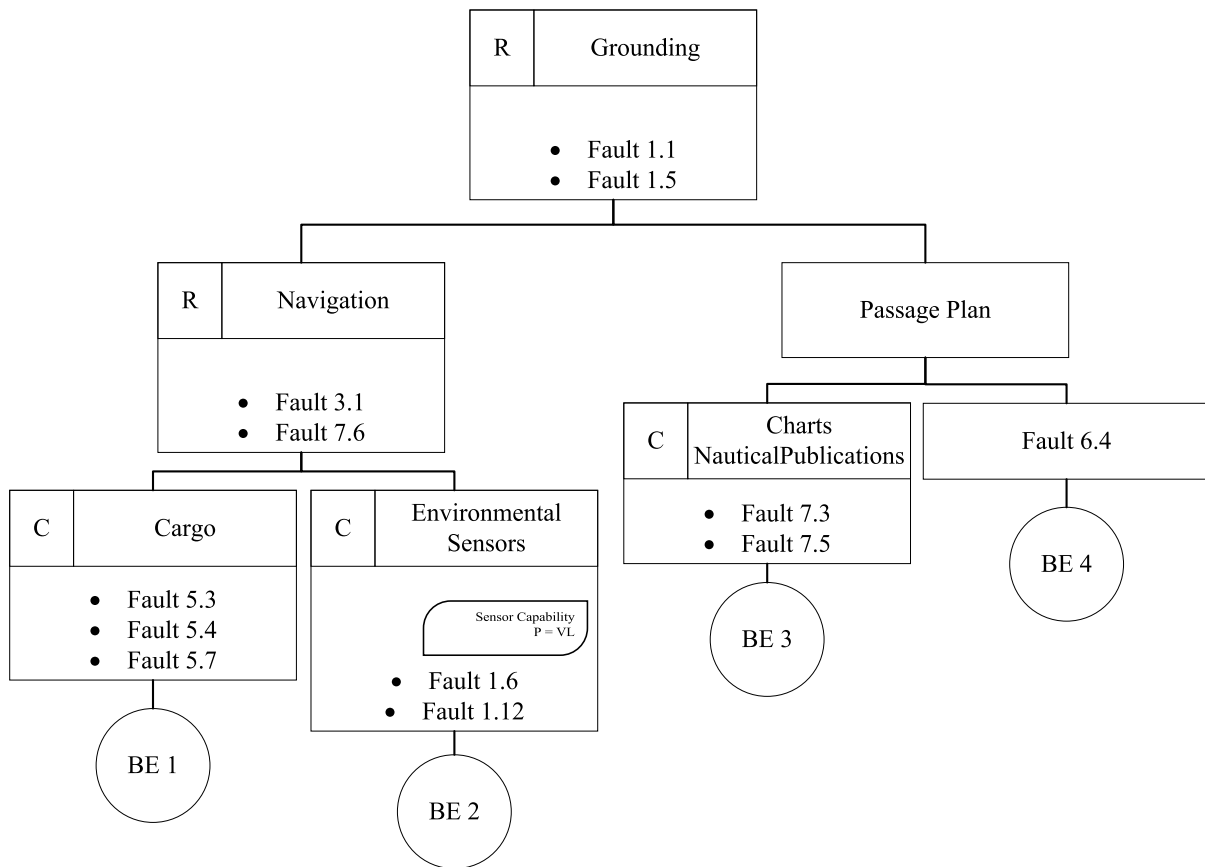 R
Grounding
• Fault 1.1
• Fault 1.5
R
Navigation
• Fault 3.1
• Fault 7.6
Passage Plan
C
Cargo
• Fault 5.3
• Fault 5.4
• Fault 5.7
C
Environmental
Sensors
Sensor Capability
P = VL
• Fault 1.6
• Fault 1.12
C
Charts
NauticalPublications
• Fault 7.3
• Fault 7.5
Fault 6.4
BE 1
BE 2
BE 3
BE 4